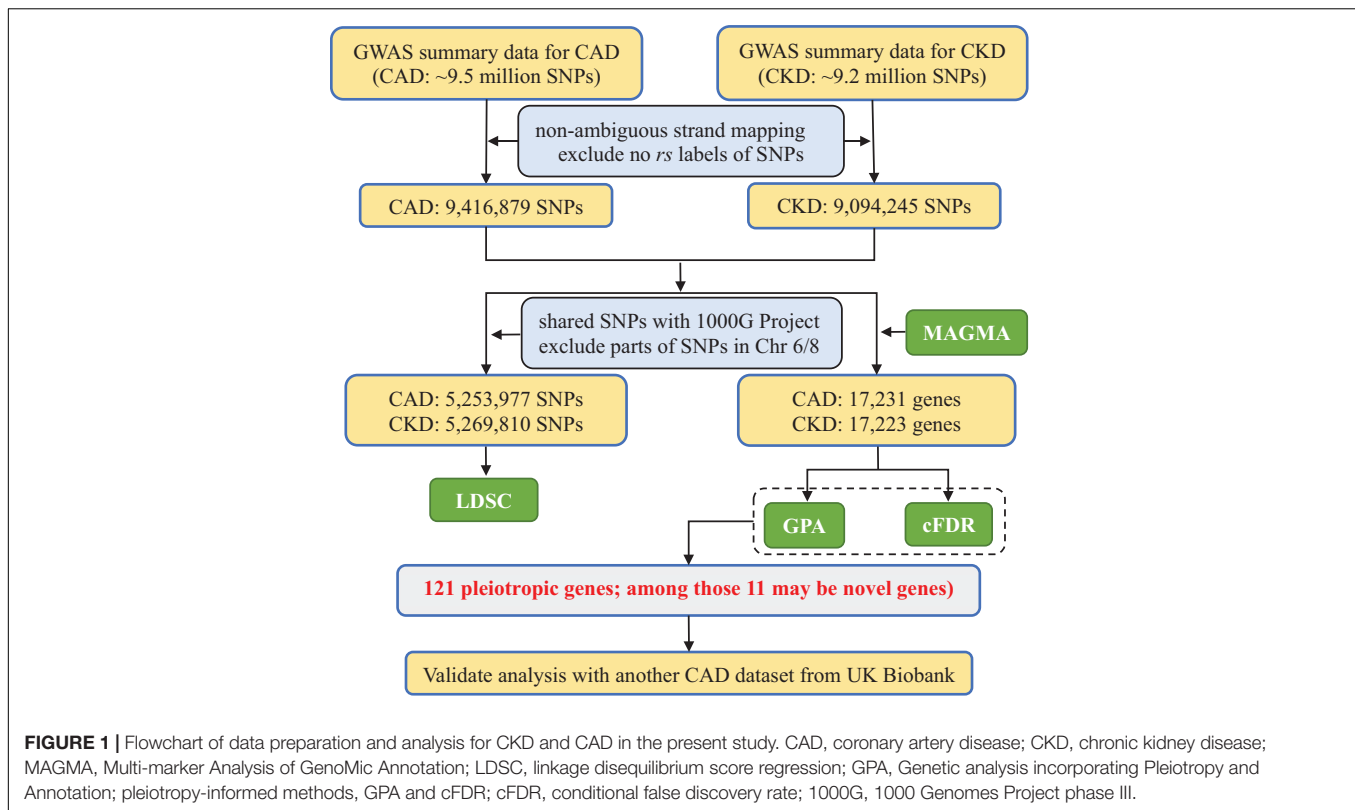 GWAS summary data for CAD
(CAD: ~9.5 million SNPs)
GWAS summary data for CKD
(CKD: ~9.2 million SNPs)
non-ambiguous strand mapping
exclude no rs labels of SNPs
CAD: 9,416,879 SNPs
CKD: 9,094,245 SNPs
shared SNPs with 1000G Project
exclude parts of SNPs in Chr 6/8
MAGMA
CAD: 5,253,977 SNPs
CKD: 5,269,810 SNPs
CAD: 17,231 genes
CKD: 17,223 genes
LDSC
GPA
cFDR
121 pleiotropic genes; among those 11 may be novel genes)
Validate analysis with another CAD dataset from UK Biobank
FIGURE 1 | Flowchart of data preparation and analysis for CKD and CAD in the present study. CAD, coronary artery disease; CKD, chronic kidney disease;
MAGMA, Multi-marker Analysis of GenoMic Annotation; LDSC, linkage disequilibrium score regression; GPA, Genetic analysis incorporating Pleiotropy and
Annotation; pleiotropy-informed methods, GPA and cFDR; cFDR, conditional false discovery rate; 1000G, 1000 Genomes Project phase III.